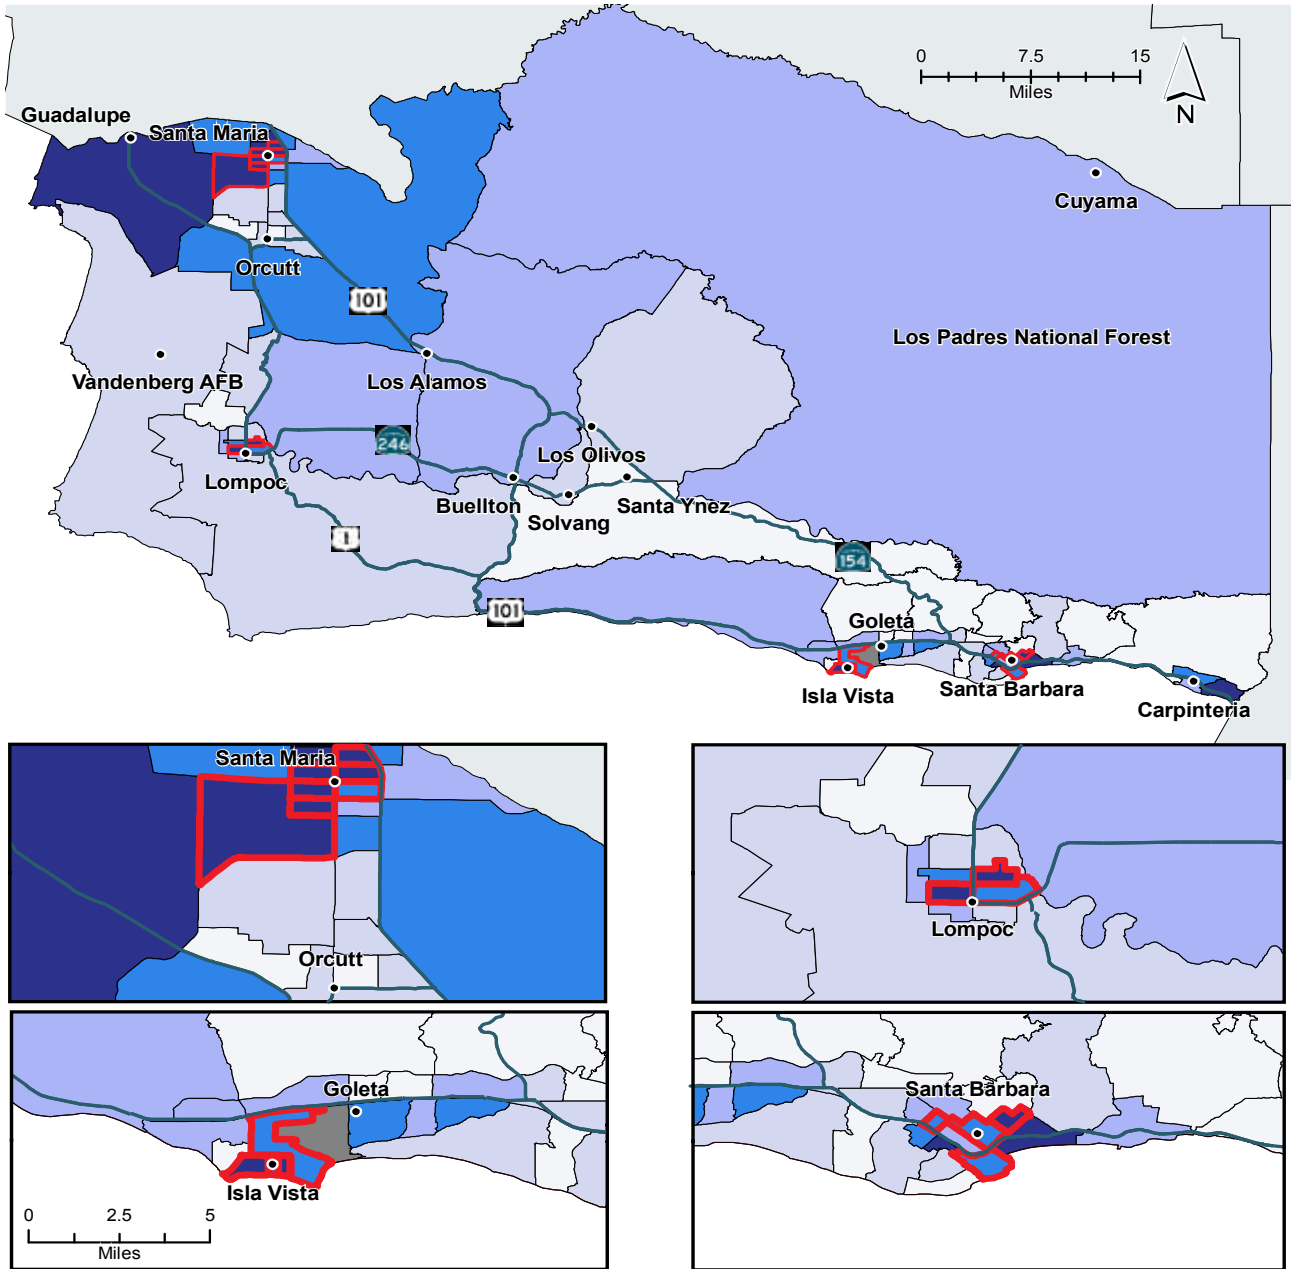 0 7.5 15
Miles
N
Guadalupe
Santa Maria
Cuyama
Orcutt
101
Los Padres National Forest
Vandenberg AFB
Los Alamos
246
Los Olivos
Lompoc
Buellton
Santa Ynez
Solvang
1
154
101
Goleta
Isla Vista
Santa Barbara
Carpinteria
Santa Maria
Orcutt
Lompoc
Goleta
Isla Vista
0 2.5 5
Miles
Santa Barbara